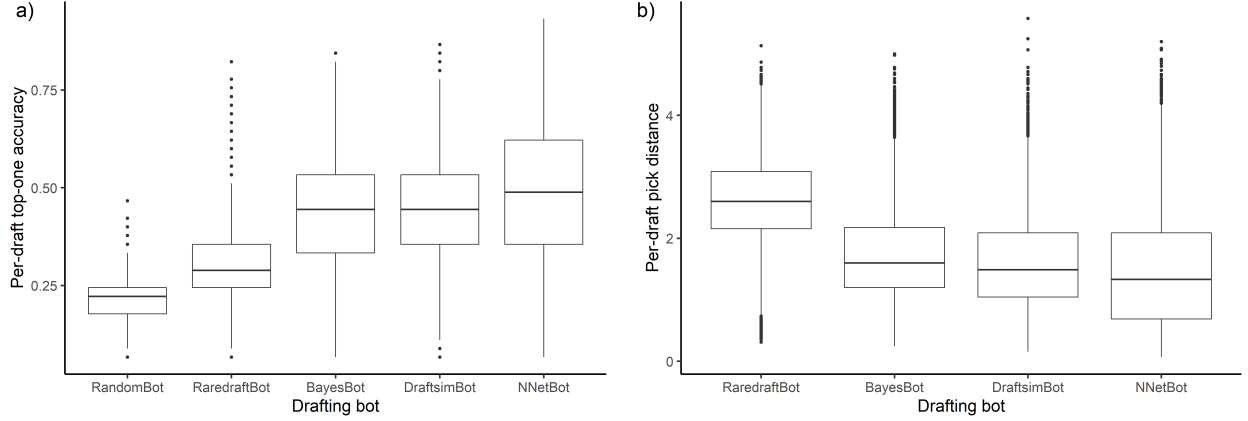 a)
Per-draft top-one accuracy
0.75
0.50
0.25
RandomBot RaredraftBot BayesBot DraftsimBot NNetBot
Drafting bot
b)
Per-draft pick distance
4
2
0
RaredraftBot BayesBot DraftsimBot NNetBot
Drafting bot